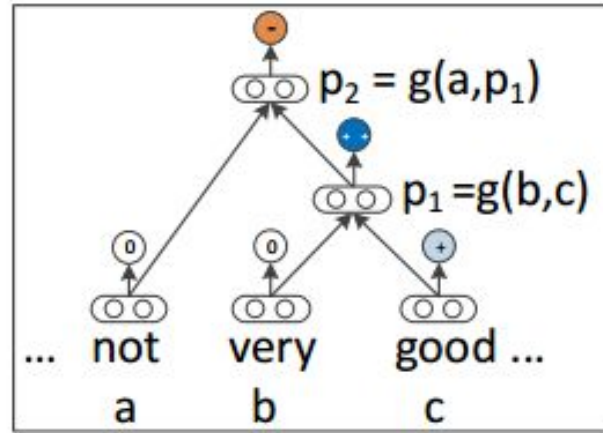 -
p₂ = g(a,p₁)
+ +
p₁ =g(b,c)
0 0 +
... not very good ...
a b c